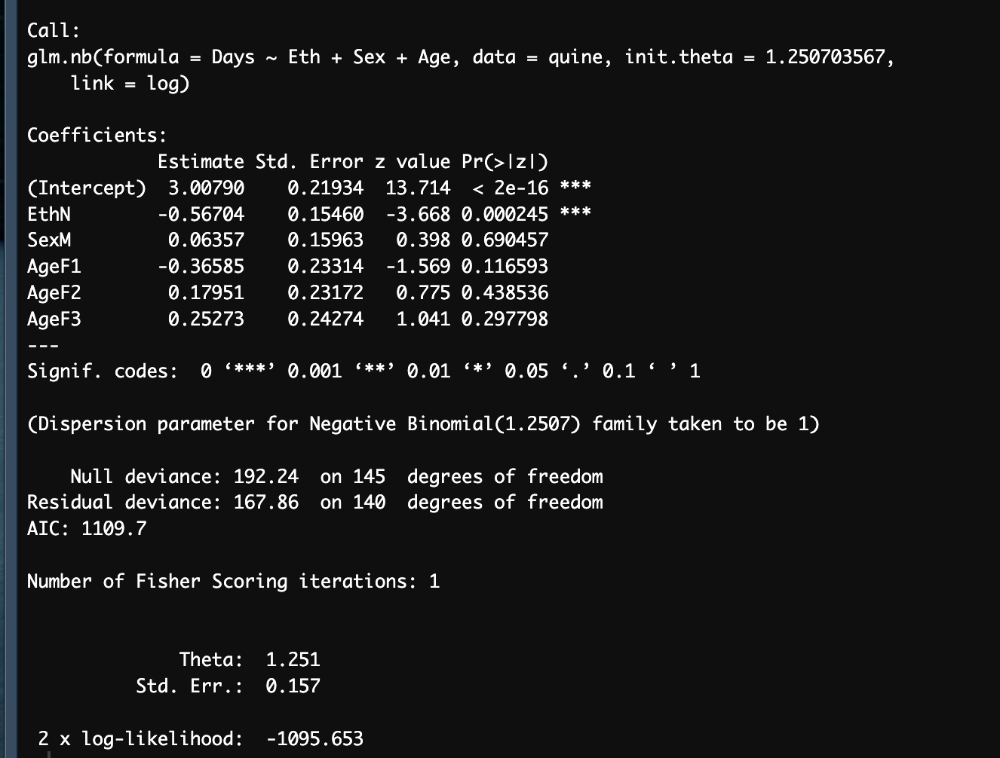 Call:
glm.nb(formula = Days ~ Eth + Sex + Age, data = quine, init.theta = 1.250703567,
    link = log)

Coefficients:
            Estimate Std. Error z value Pr(>|z|)
(Intercept)  3.00790    0.21934  13.714  < 2e-16 ***
EthN        -0.56704    0.15460  -3.668 0.000245 ***
SexM         0.06357    0.15963   0.398 0.690457
AgeF1       -0.36585    0.23314  -1.569 0.116593
AgeF2        0.17951    0.23172   0.775 0.438536
AgeF3        0.25273    0.24274   1.041 0.297798
---
Signif. codes:  0 ‘***’ 0.001 ‘**’ 0.01 ‘*’ 0.05 ‘.’ 0.1 ‘ ’ 1

(Dispersion parameter for Negative Binomial(1.2507) family taken to be 1)

    Null deviance: 192.24  on 145  degrees of freedom
Residual deviance: 167.86  on 140  degrees of freedom
AIC: 1109.7

Number of Fisher Scoring iterations: 1


              Theta:  1.251
          Std. Err.:  0.157

 2 x log-likelihood:  -1095.653